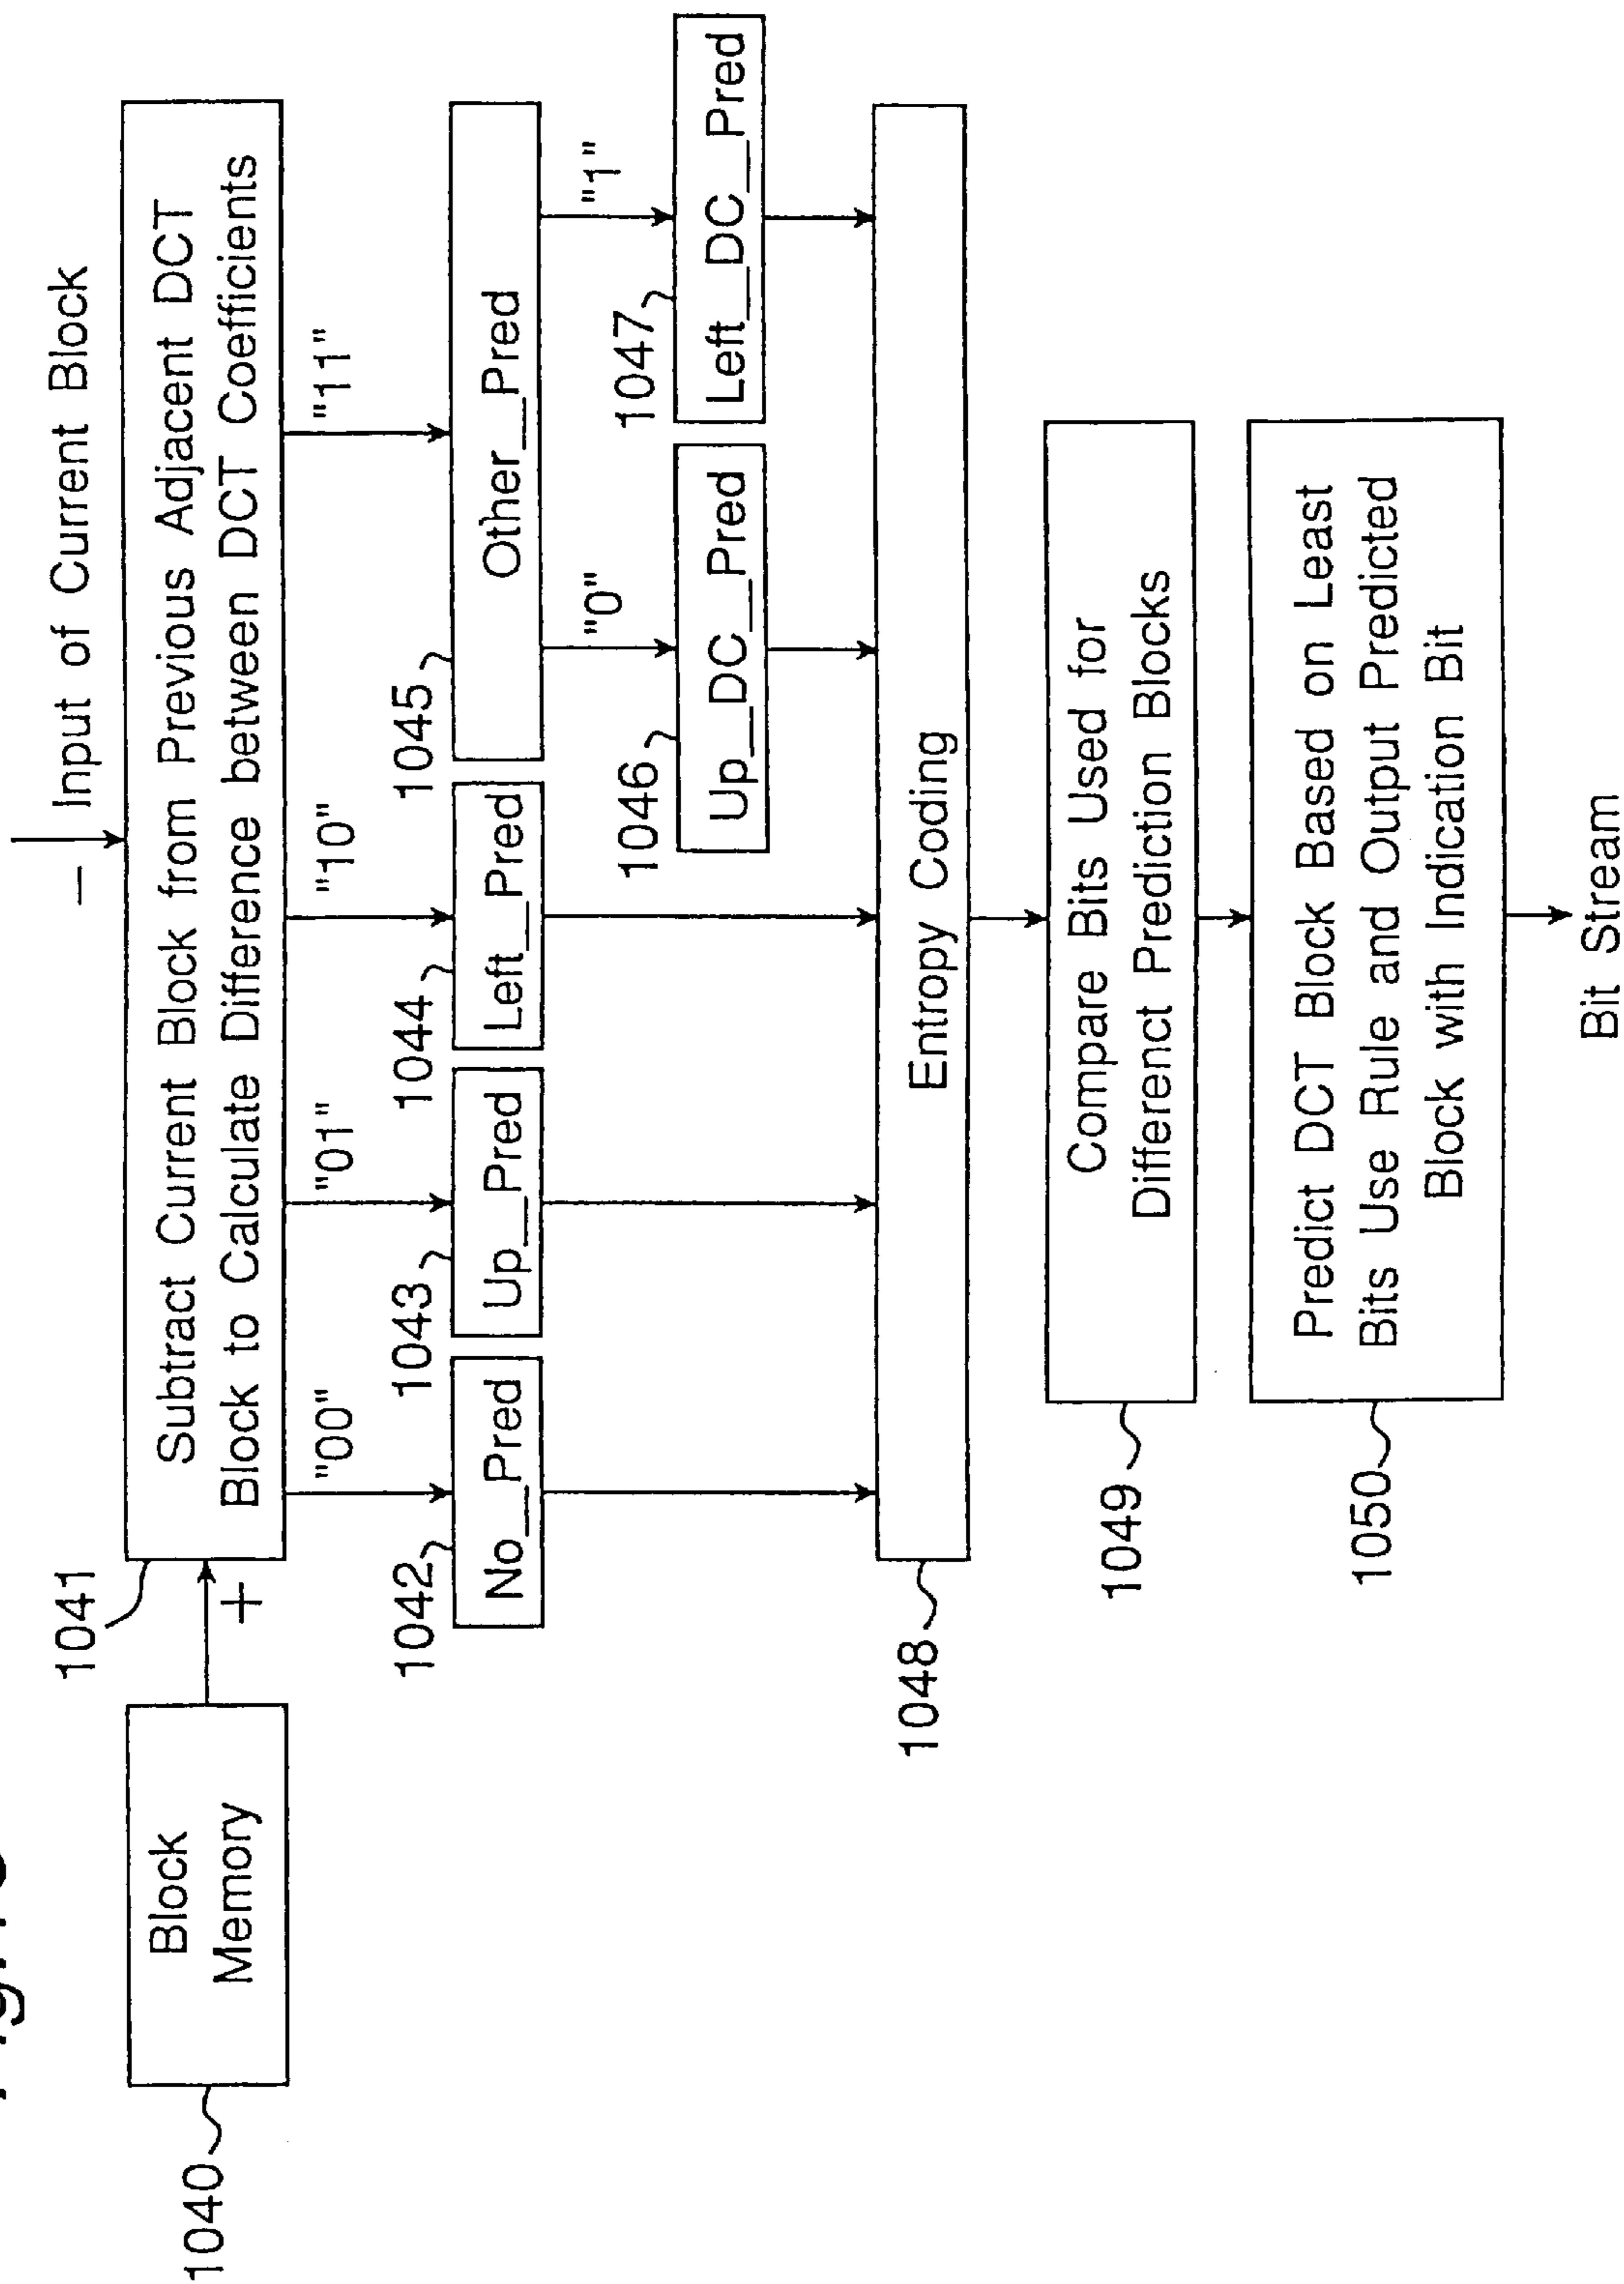 Input of Current Block
−
1041
Subtract Current Block from Previous Adjacent DCT
Block to Calculate Difference between DCT Coefficients
1040
Block
Memory
+
"00"
"01"
"10"
"11"
1042
No_Pred
1043
Up_Pred
1044
Left_Pred
1045
Other_Pred
"0"
"1"
1046
Up_DC_Pred
1047
Left_DC_Pred
1048
Entropy Coding
1049
Compare Bits Used for
Differenct Prediction Blocks
1050
Predict DCT Block Based on Least
Bits Use Rule and Output Predicted
Block with Indication Bit
Bit Stream